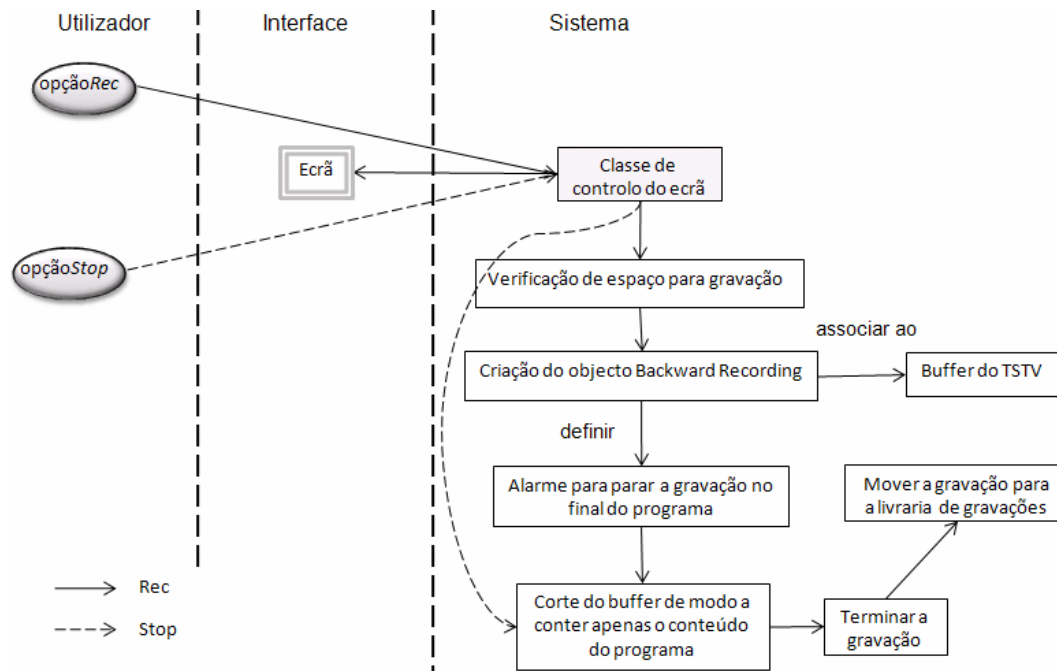 Utilizador
Interface
Sistema
opçãoRec
Ecrã
Classe de
controlo do ecrã
opçãoStop
Verificação de espaço para gravação
associar ao
Criação do objecto Backward Recording
Buffer do TSTV
definir
Alarme para parar a gravação no
final do programa
Mover a gravação para
a livraria de gravações
Rec
Stop
Corte do buffer de modo a
conter apenas o conteúdo
do programa
Terminar a
gravação